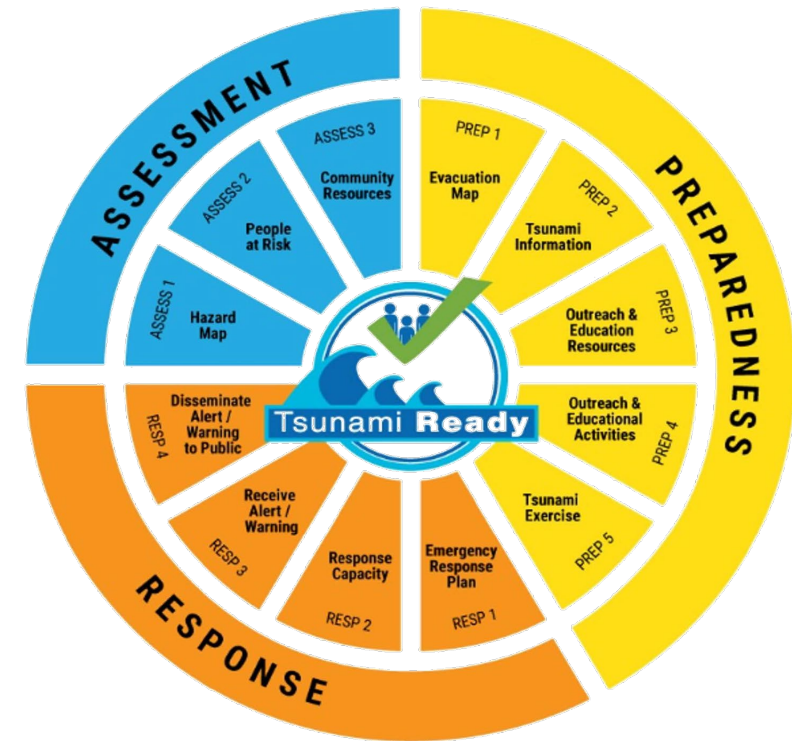 ASSESSMENT
ASSESS 1
Hazard
Map
ASSESS 2
People
at Risk
ASSESS 3
Community
Resources
PREPAREDNESS
PREP 1
Evacuation
Map
PREP 2
Tsunami
Information
PREP 3
Outreach &
Education
Resources
PREP 4
Outreach &
Educational
Activities
PREP 5
Tsunami
Exercise
RESPONSE
RESP 1
Emergency
Response
Plan
RESP 2
Response
Capacity
RESP 3
Receive
Alert /
Warning
RESP 4
Disseminate
Alert /
Warning
to Public
Tsunami Ready